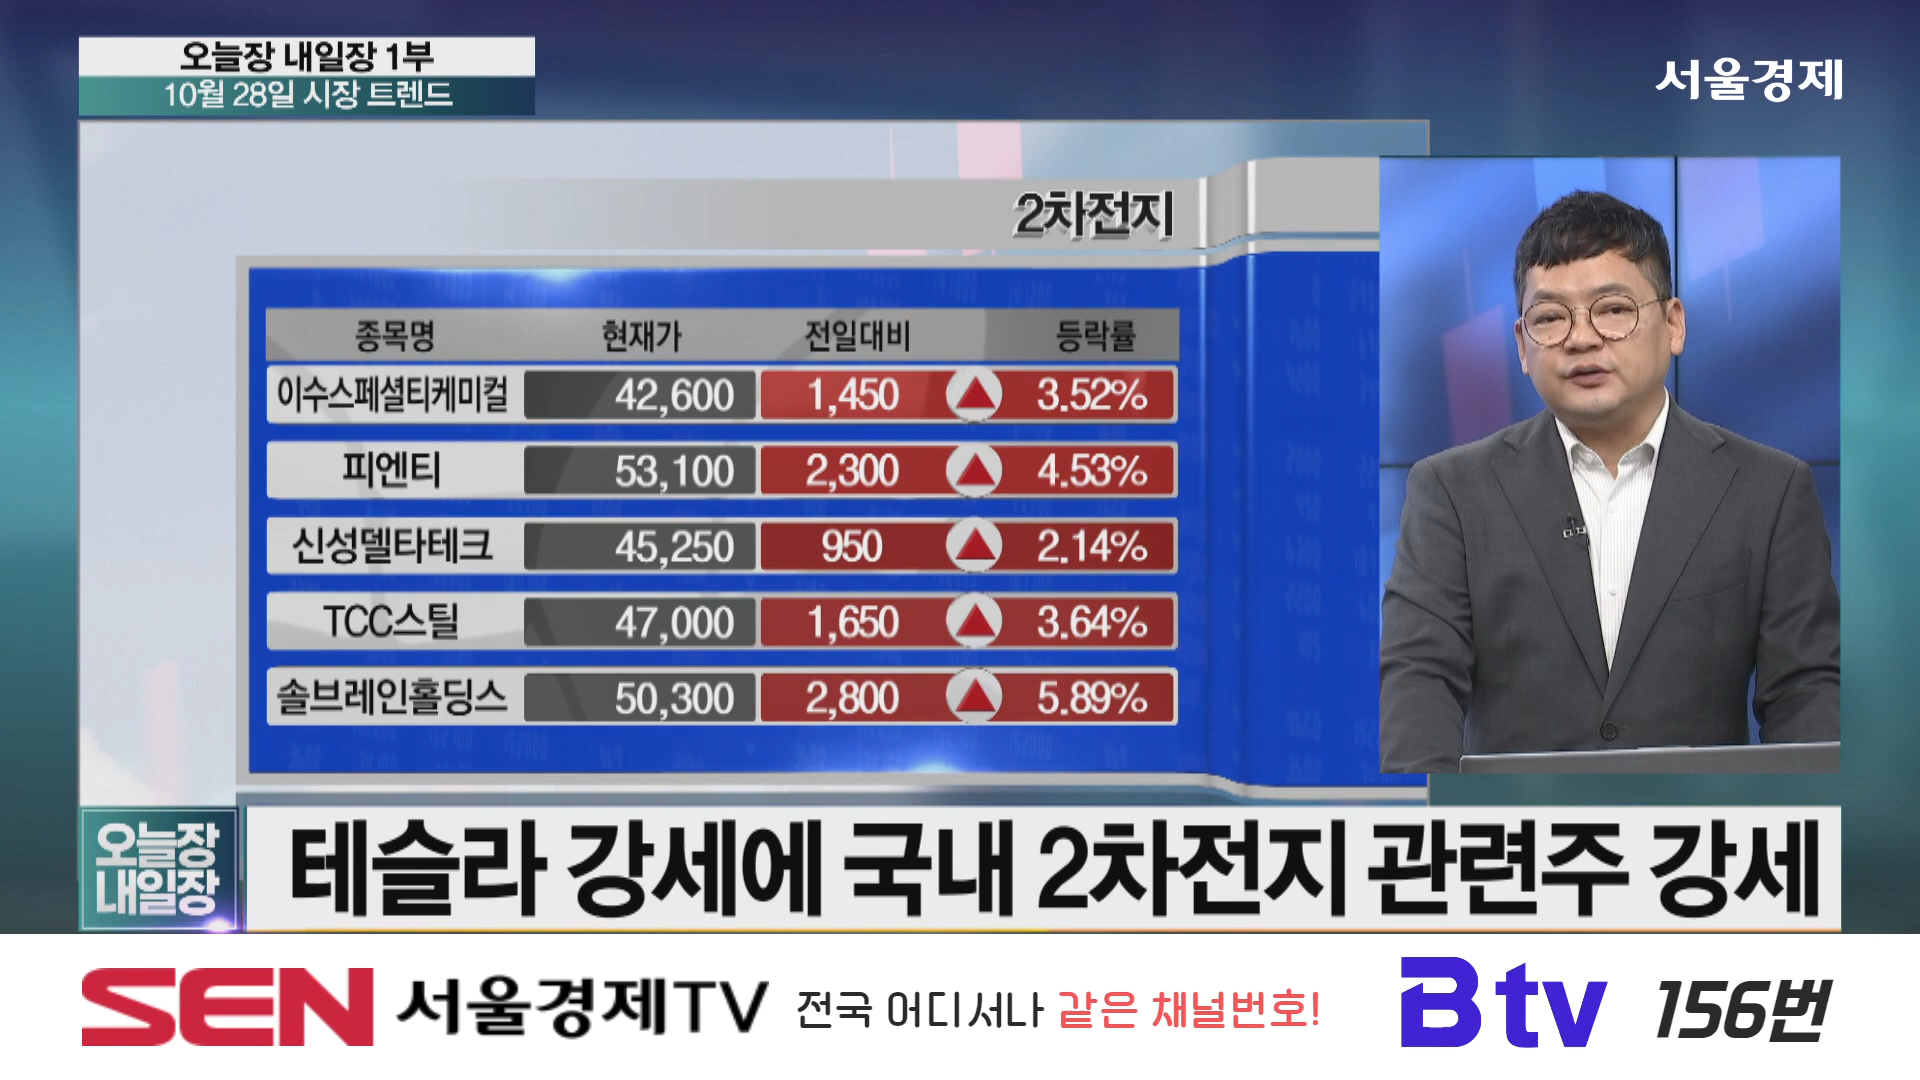 오늘장 내일장 1부
10월 28일 시장 트렌드
서울경제
2차전지
종목명 현재가 전일대비 등락률
이수스페셜티케미컬 42,600 1,450 ▲ 3.52%
피엔티 53,100 2,300 ▲ 4.53%
신성델타테크 45,250 950 ▲ 2.14%
TCC스틸 47,000 1,650 ▲ 3.64%
솔브레인홀딩스 50,300 2,800 ▲ 5.89%
오늘장
내일장
테슬라 강세에 국내 2차전지 관련주 강세
SEN 서울경제TV 전국 어디서나 같은 채널번호! B tv 156번